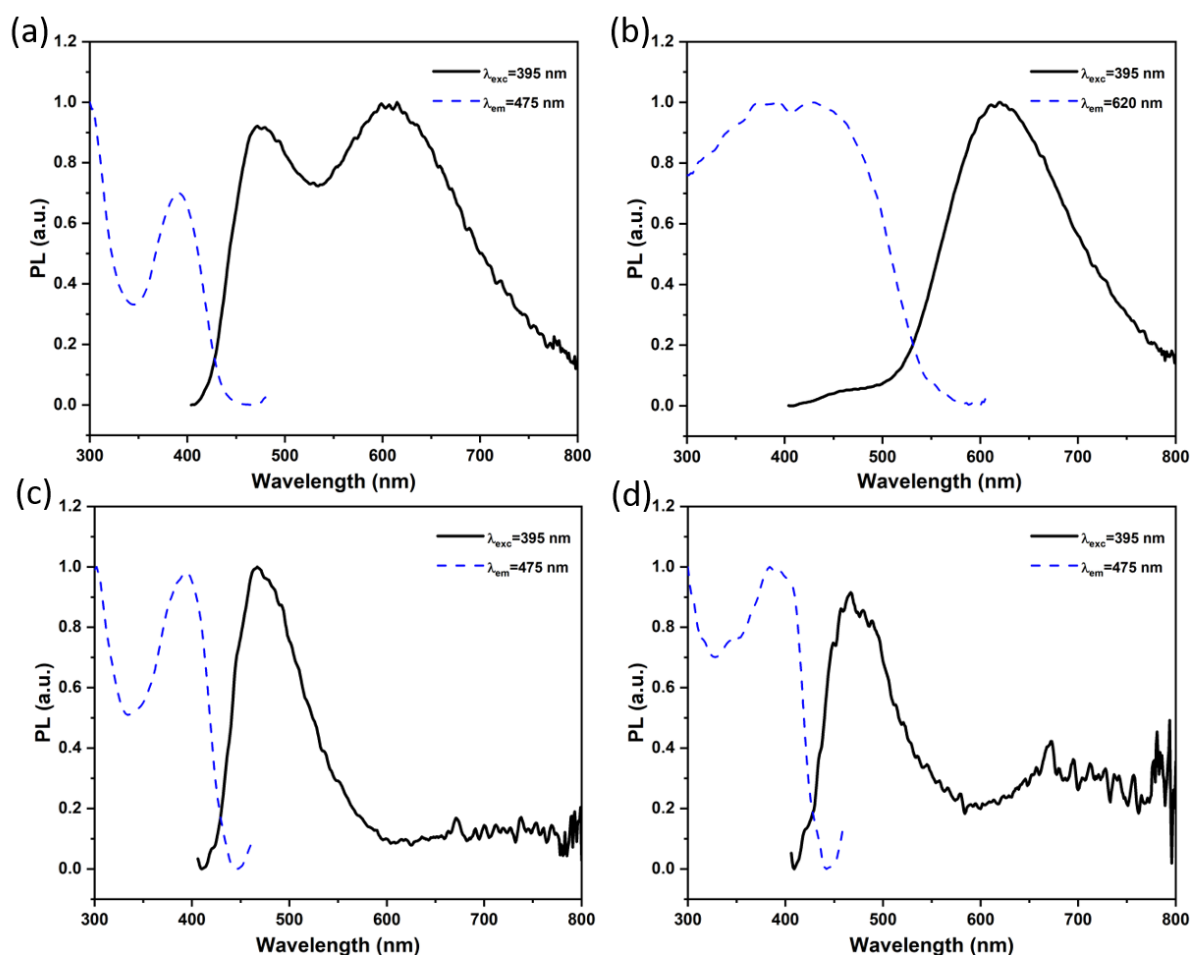 (a)
1.2
1.0
0.8
0.6
0.4
0.2
0.0
PL (a.u.)
λexc=395 nm
λem=475 nm
300 400 500 600 700 800
Wavelength (nm)
(b)
1.2
1.0
0.8
0.6
0.4
0.2
0.0
PL (a.u.)
λexc=395 nm
λem=620 nm
300 400 500 600 700 800
Wavelength (nm)
(c)
1.2
1.0
0.8
0.6
0.4
0.2
0.0
PL (a.u.)
λexc=395 nm
λem=475 nm
300 400 500 600 700 800
Wavelength (nm)
(d)
1.2
1.0
0.8
0.6
0.4
0.2
0.0
PL (a.u.)
λexc=395 nm
λem=475 nm
300 400 500 600 700 800
Wavelength (nm)